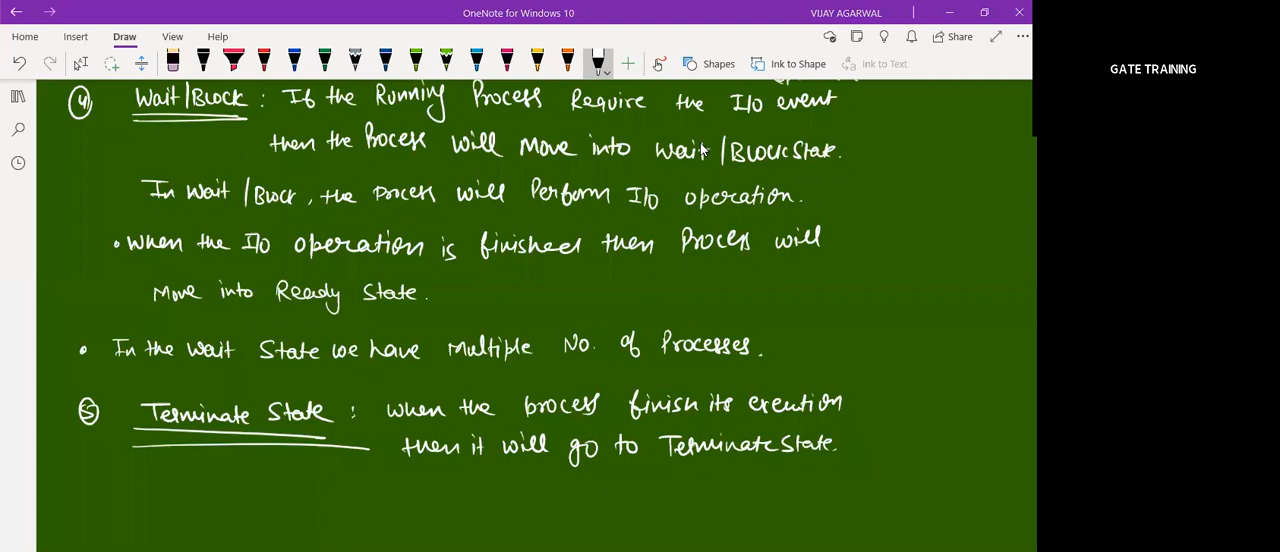 OneNote for Windows 10
VIJAY AGARWAL
Home Insert Draw View Help
Share
Shapes
Ink to Shape
Ink to Text
GATE TRAINING
④ Wait/Block : If the Running Process Require the I/O event
then the Process will Move into Wait/Block State.
In Wait/Block, the process will Perform I/O operation.
• When the I/O operation is finished then Process will
Move into Ready State.
• In the Wait State we have Multiple No. of Processes.
⑤ Terminate State : when the process finish its
then it will go to Terminate State.